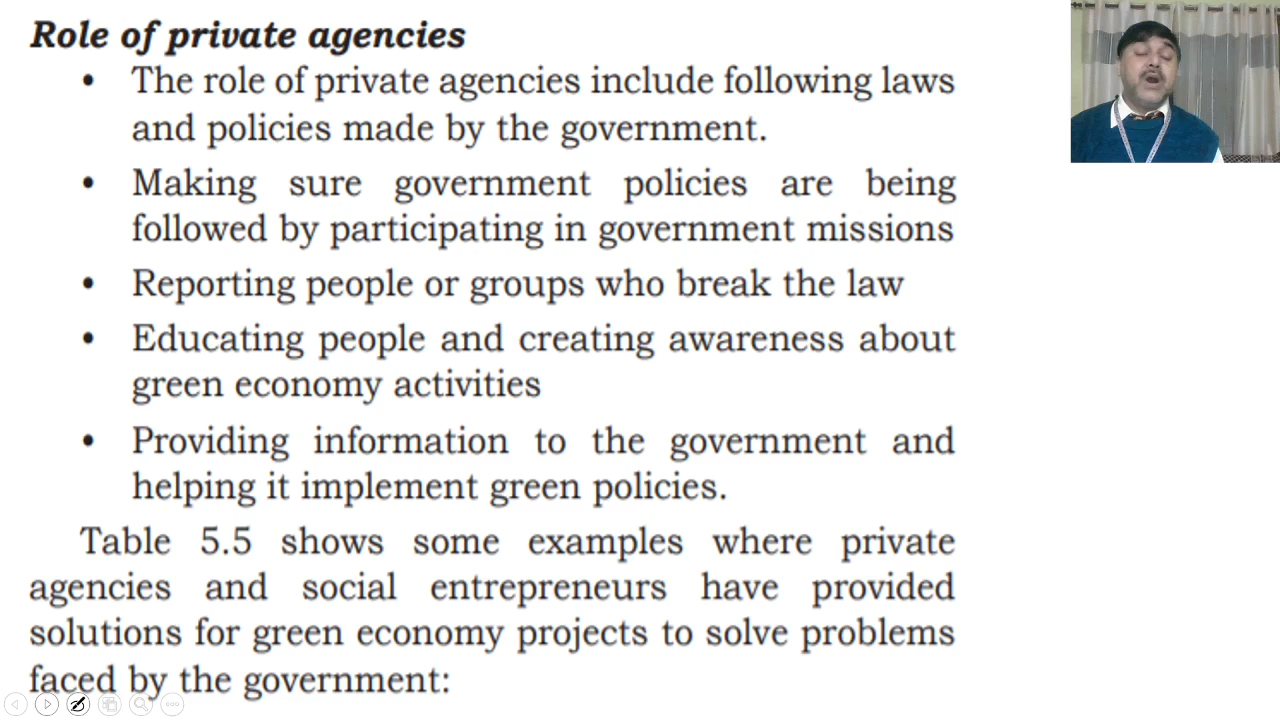 Role of private agencies
• The role of private agencies include following laws
and policies made by the government.
• Making sure government policies are being
followed by participating in government missions
• Reporting people or groups who break the law
• Educating people and creating awareness about
green economy activities
• Providing information to the government and
helping it implement green policies.
Table 5.5 shows some examples where private
agencies and social entrepreneurs have provided
solutions for green economy projects to solve problems
faced by the government: